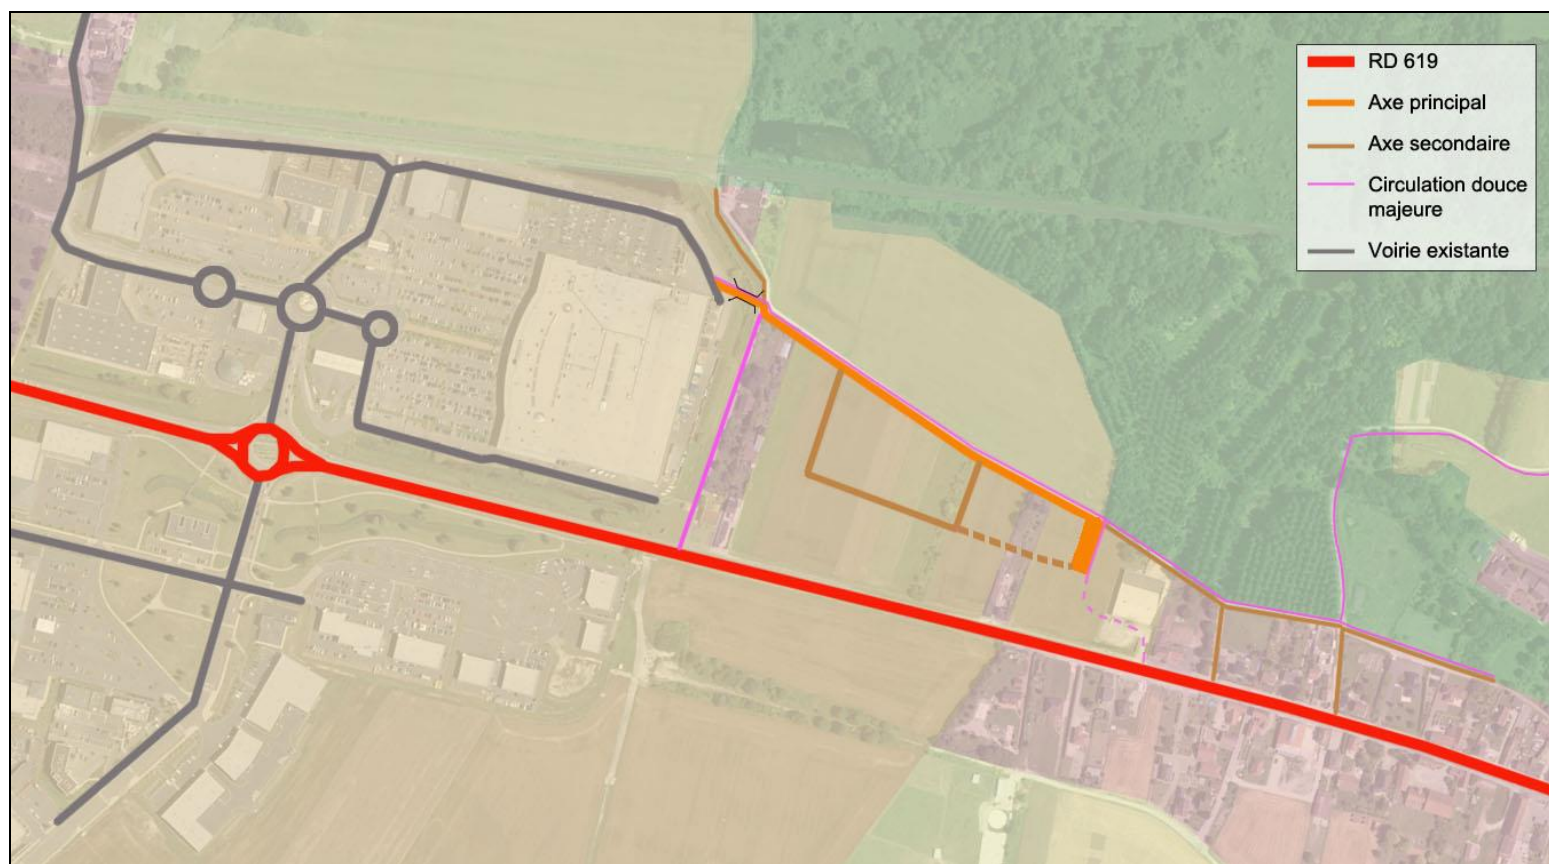 RD 619
Axe principal
Axe secondaire
Circulation douce
majeure
Voirie existante